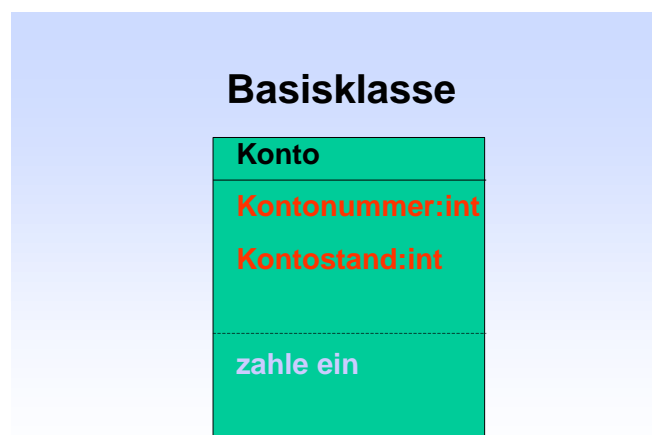 Basisklasse
Konto
Kontonummer:int
Kontostand:int
zahle ein